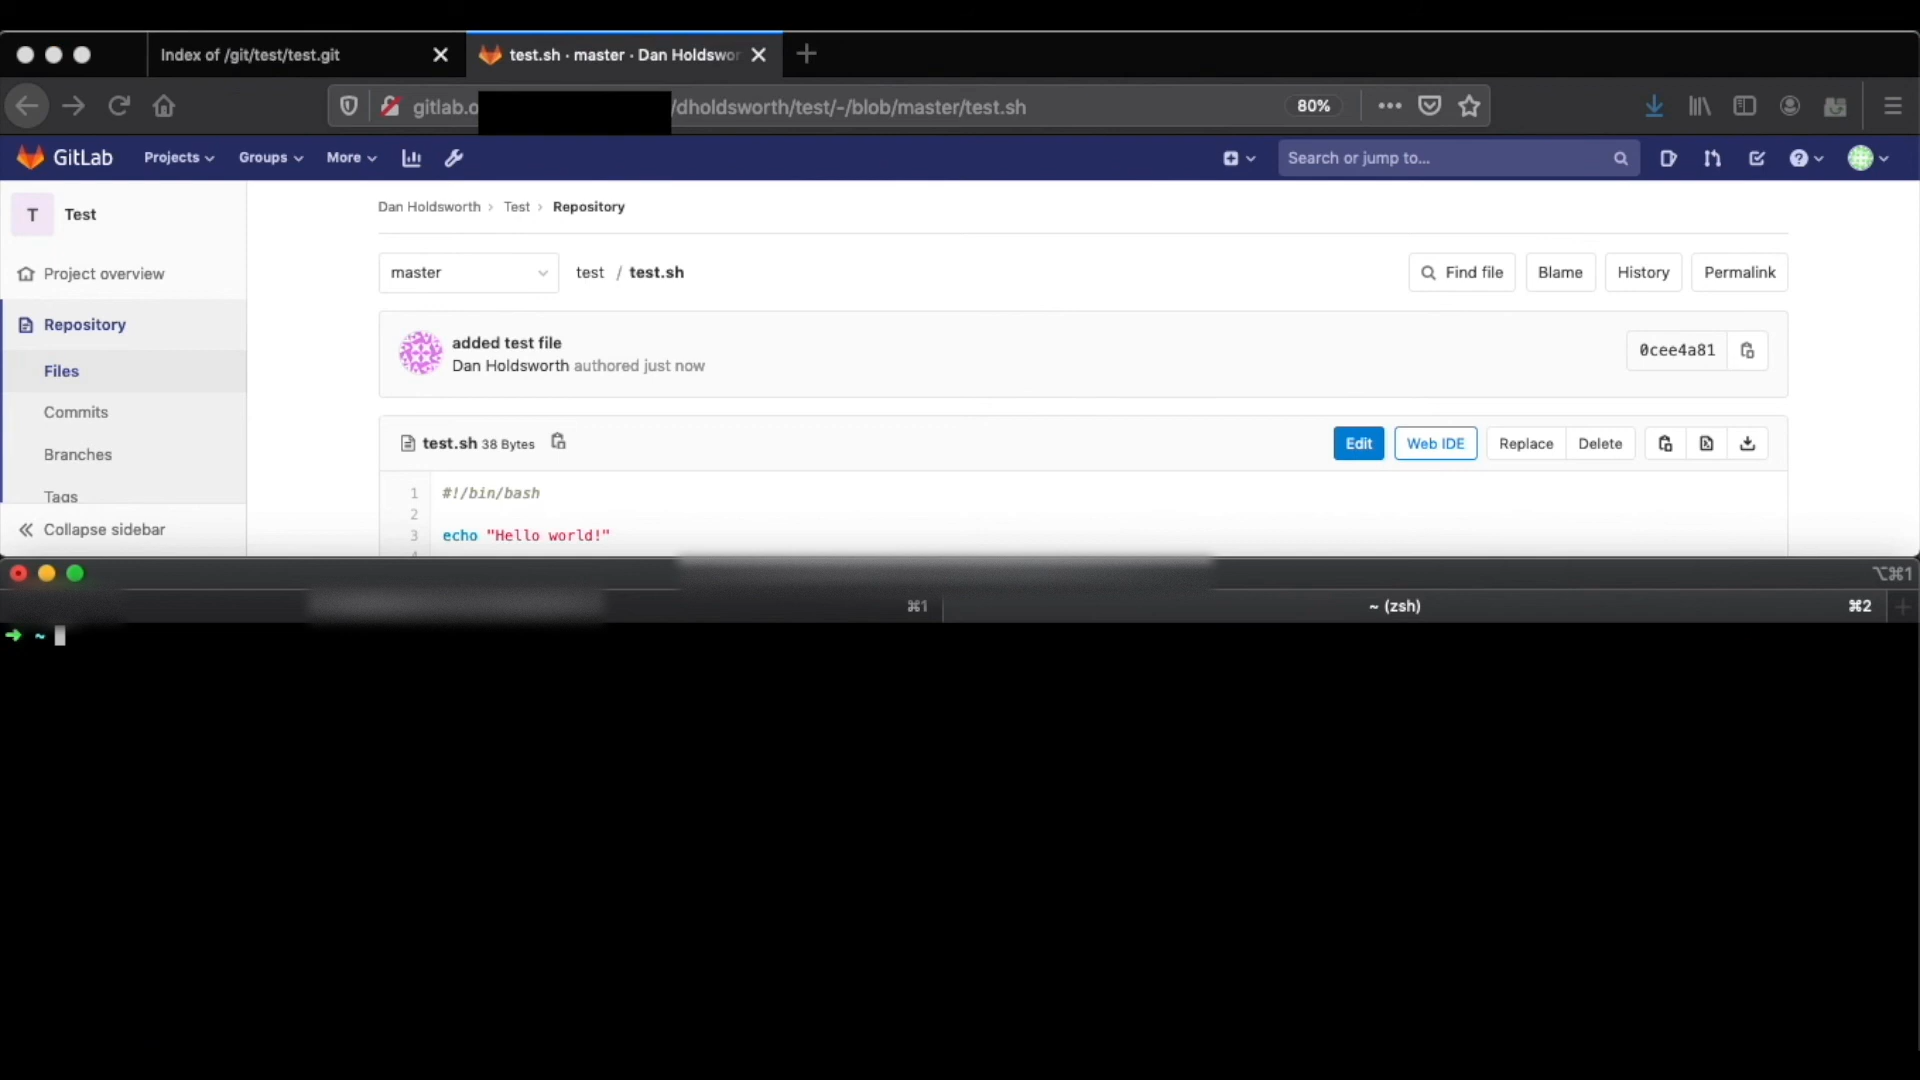 Index of /git/test/test.git
test.sh · master · Dan Holdswor
gitlab.o /dholdsworth/test/-/blob/master/test.sh 80%
GitLab Projects Groups More Search or jump to...
T Test
Dan Holdsworth › Test › Repository
Project overview
master test / test.sh Find file Blame History Permalink
Repository
added test file
Dan Holdsworth authored just now
0cee4a81
Files
Commits
Branches
Tags
Collapse sidebar
test.sh 38 Bytes Edit Web IDE Replace Delete
1 #!/bin/bash
2
3 echo "Hello world!"
4
⌥⌘1
⌘1 ~ (zsh) ⌘2
➜ ~